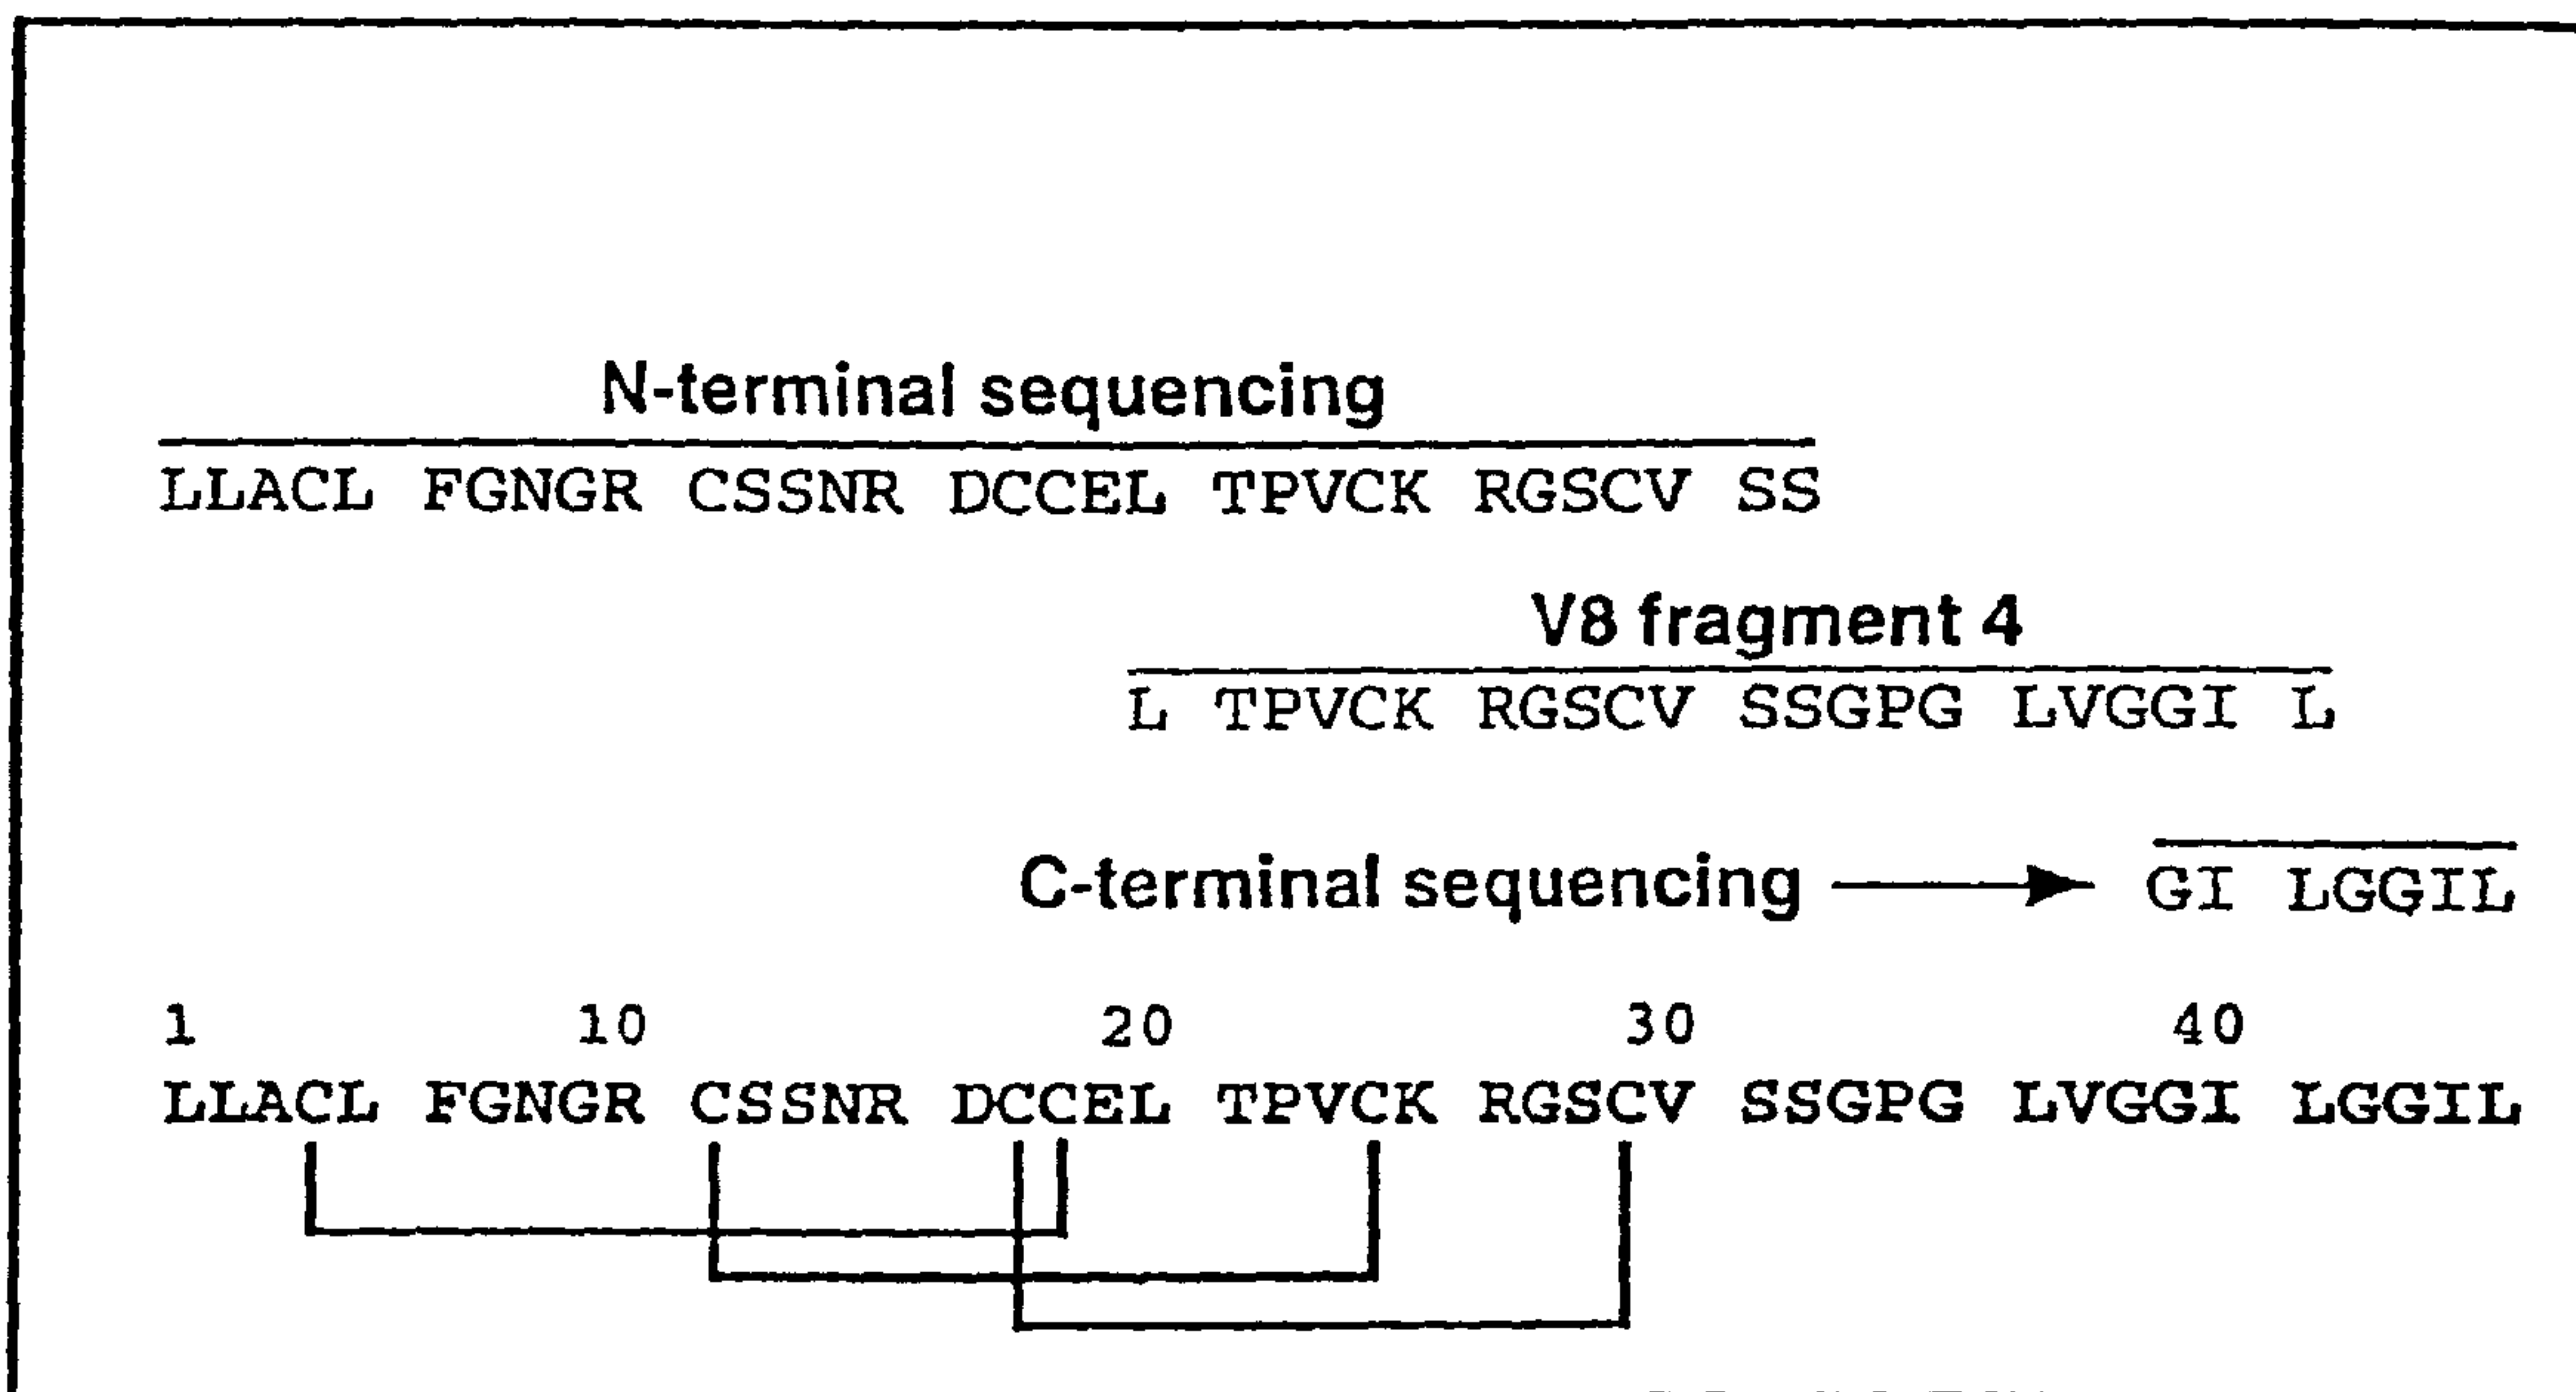 N-terminal sequencing
LLACL FGNGR CSSNR DCCEL TPVCK RGSCV SS
V8 fragment 4
L TPVCK RGSCV SSGPG LVGGI L
C-terminal sequencing GI LGGIL
1 10 20 30 40
LLACL FGNGR CSSNR DCCEL TPVCK RGSCV SSGPG LVGGI LGGIL